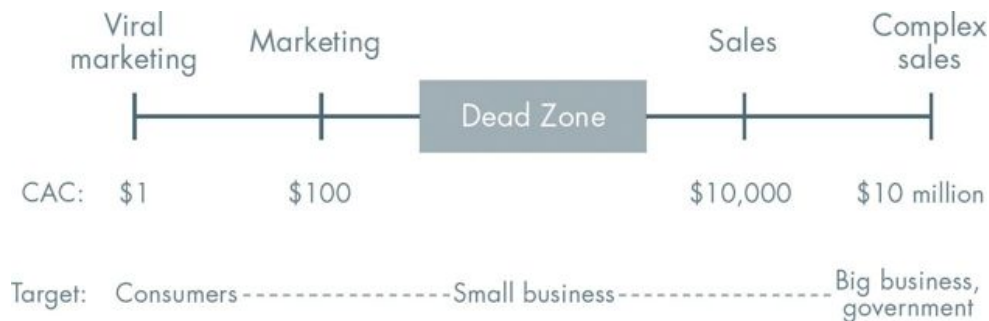 Viral
marketing
Marketing
Sales
Complex
sales
Dead Zone
CAC: $1 $100 $10,000 $10 million
Target: Consumers Small business Big business,
government